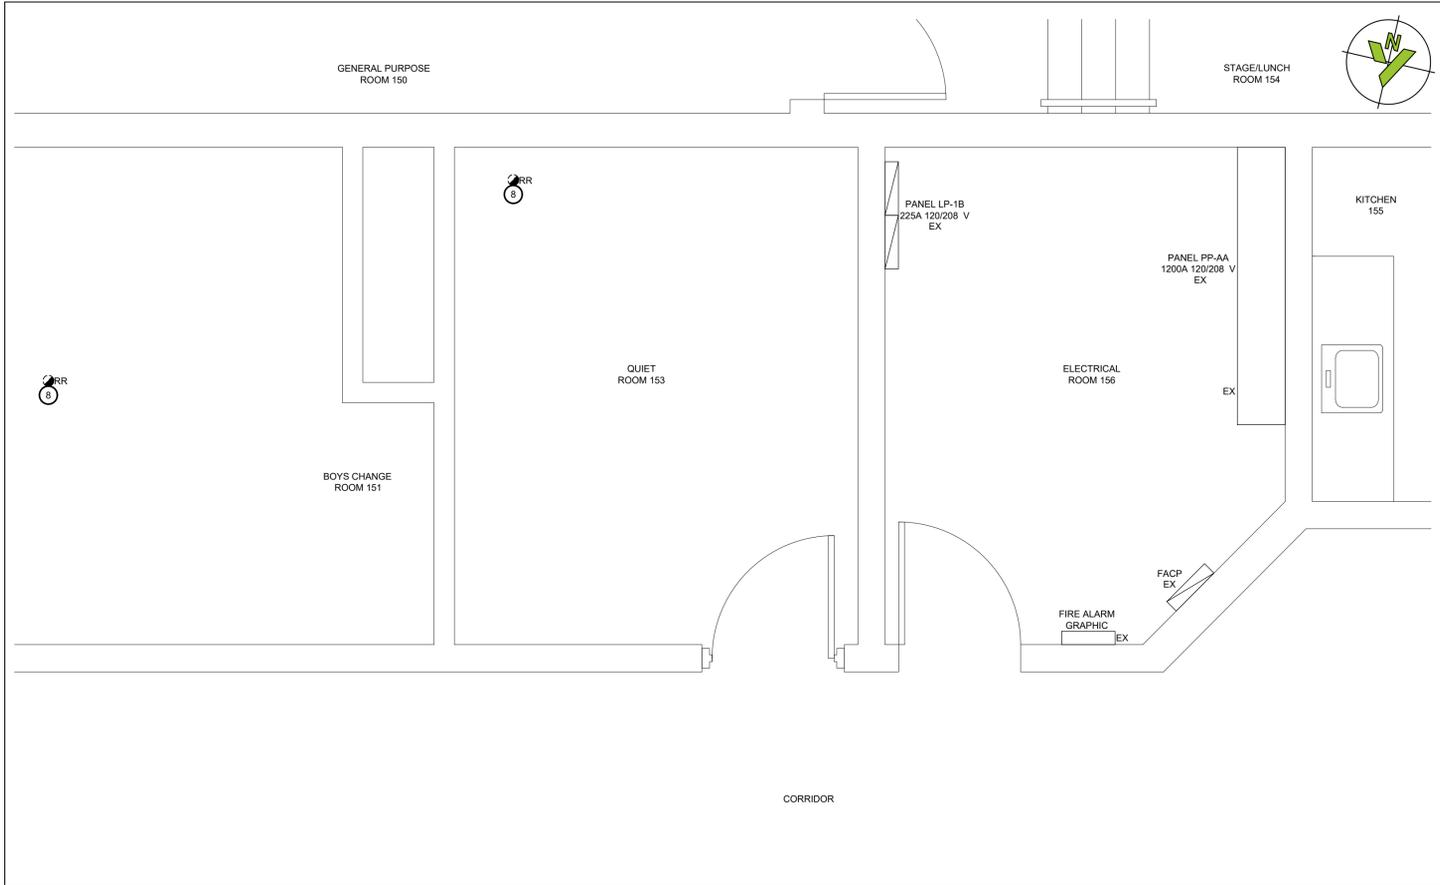 GENERAL PURPOSE
ROOM 150
STAGE/LUNCH
ROOM 154
N
RR
8
PANEL LP-1B
225A 120/208 V
EX
KITCHEN
155
PANEL PP-AA
1200A 120/208 V
EX
QUIET
ROOM 153
ELECTRICAL
ROOM 156
RR
8
EX
BOYS CHANGE
ROOM 151
FACP
EX
FIRE ALARM
GRAPHIC
EX
CORRIDOR